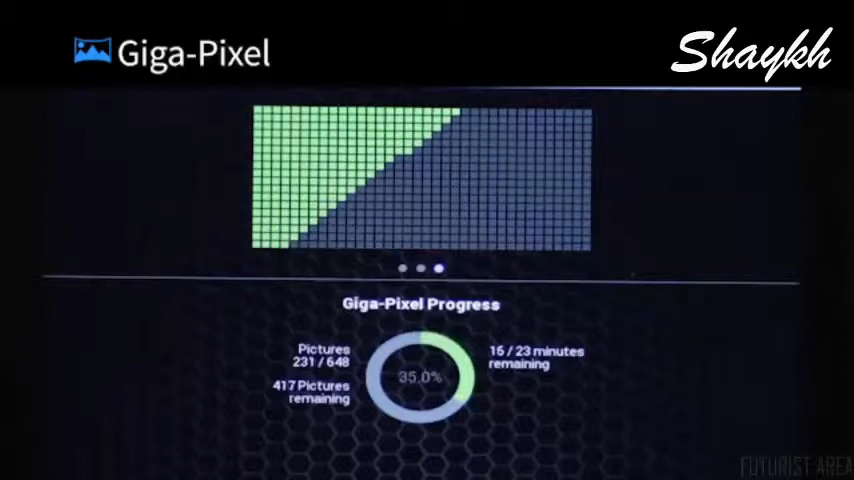 Giga-Pixel
Shaykh
Giga-Pixel Progress
Pictures
231 / 648
417 Pictures
remaining
35.0%
15 / 23 minutes
remaining
FUTURIST AREA